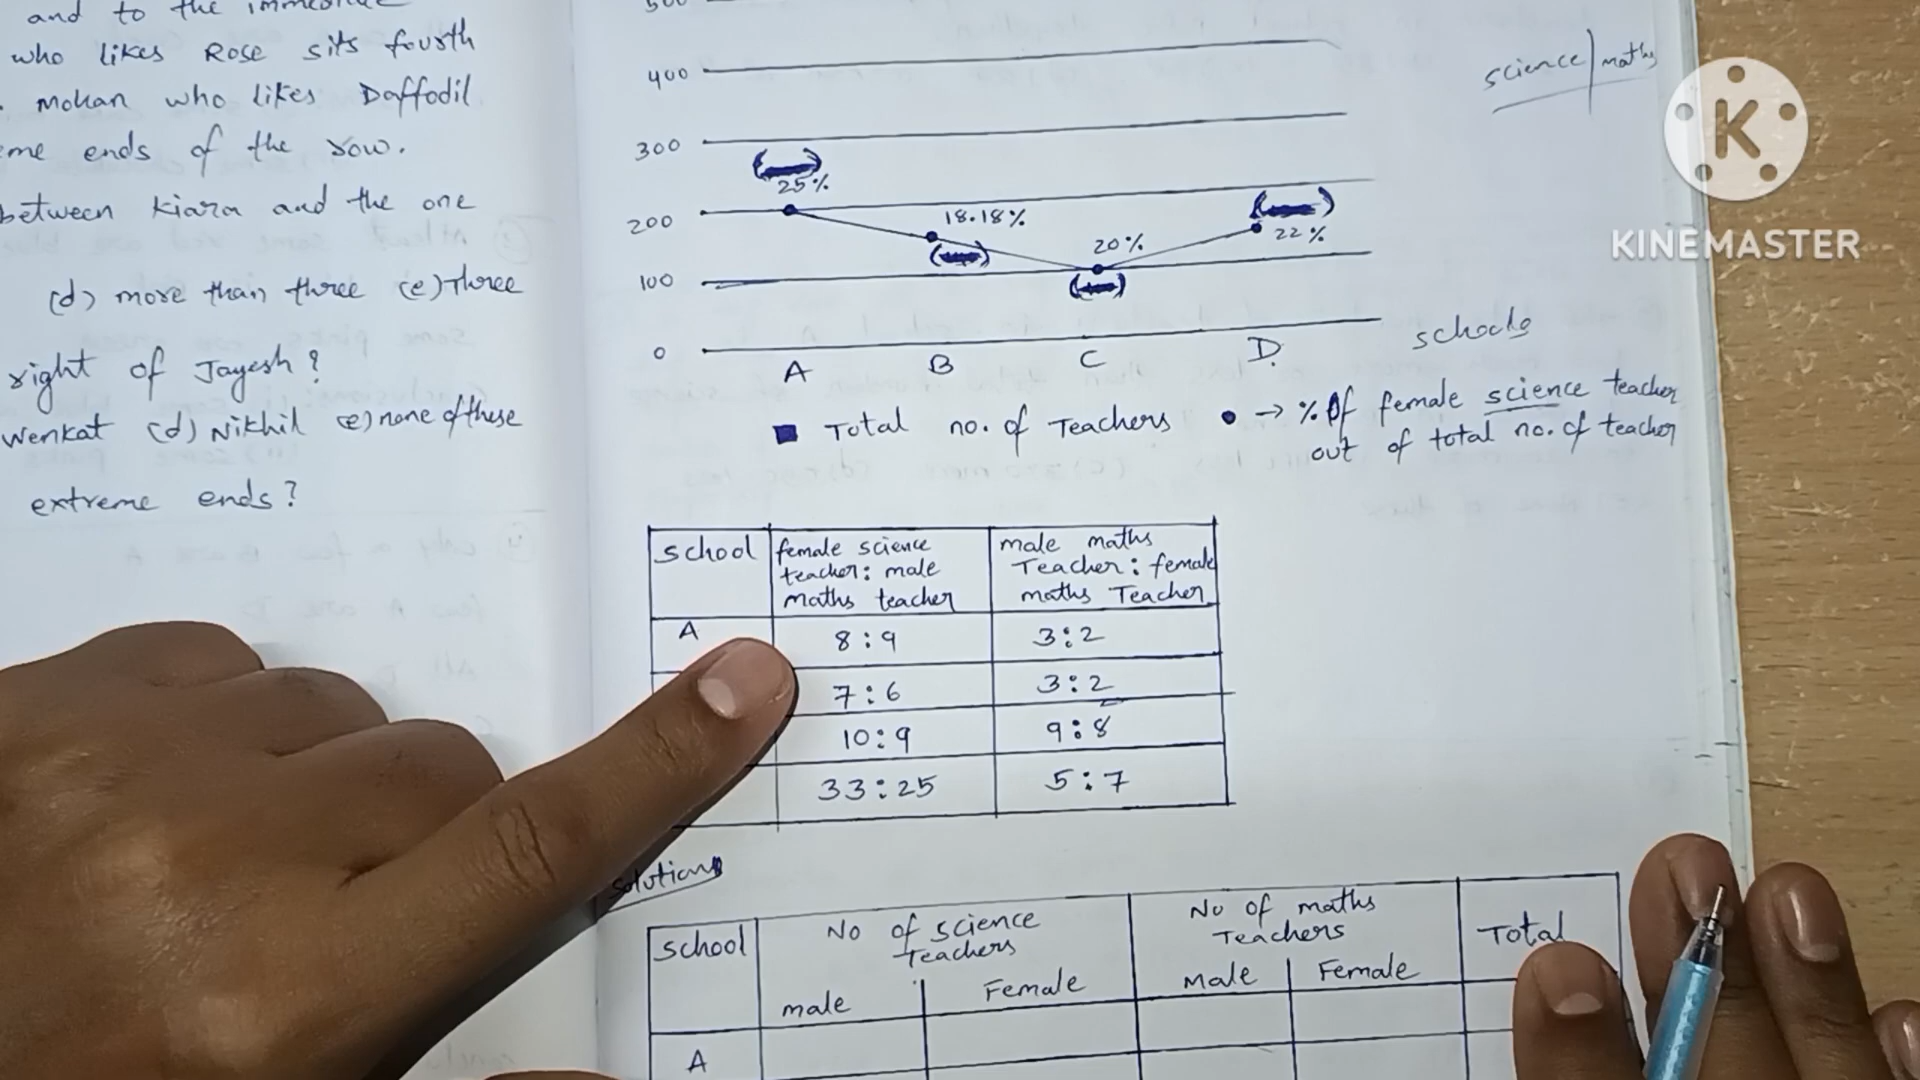 and to the
who likes Rose sits fourth
Mohan who likes Daffodil
ends of the row.
between Kiara and the one
(d) more than three (e) Three
right of Jayesh?
Wenkat (d) Nikhil (e) none of these
extreme ends?
science | maths
K
KINEMASTER
400
300
25%
200
18.18%
20%
22%
100
0
A B C D
schools
Total no. of Teachers
• → % of female science teacher
out of total no. of teacher
school
female science
teacher : male
maths teacher
male maths
Teacher : female
maths Teacher
A 8 : 9 3 : 2
7 : 6 3 : 2
10 : 9 9 : 8
33 : 25 5 : 7
solutions
school
No of science
Teachers
No of maths
Teachers
Total
male Female Male Female
A